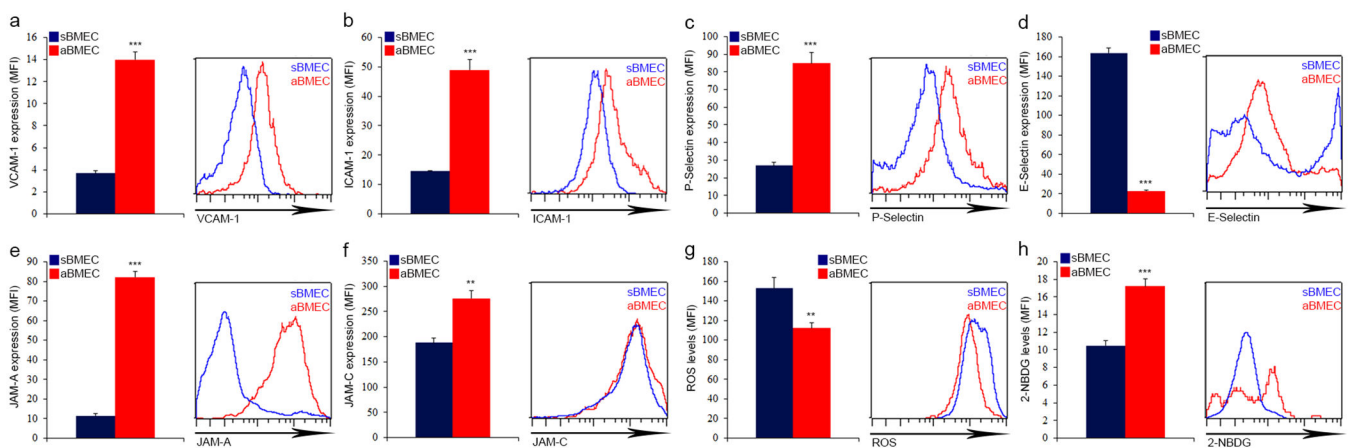 a
sBMEC
aBMEC
VCAM-1 expression (MFI)
16
14
12
10
8
6
4
2
0
***
sBMEC
aBMEC
VCAM-1
b
sBMEC
aBMEC
ICAM-1 expression (MFI)
60
50
40
30
20
10
0
***
sBMEC
aBMEC
ICAM-1
c
sBMEC
aBMEC
P-Selectin expression (MFI)
100
90
80
70
60
50
40
30
20
10
0
***
sBMEC
aBMEC
P-Selectin
d
sBMEC
aBMEC
E-Selectin expression (MFI)
180
160
140
120
100
80
60
40
20
0
***
sBMEC
aBMEC
E-Selectin
e
sBMEC
aBMEC
JAM-A expression (MFI)
90
80
70
60
50
40
30
20
10
0
***
sBMEC
aBMEC
JAM-A
f
sBMEC
aBMEC
JAM-C expression (MFI)
350
300
250
200
150
100
50
0
**
sBMEC
aBMEC
JAM-C
g
sBMEC
aBMEC
ROS levels (MFI)
180
160
140
120
100
80
60
40
20
0
**
sBMEC
aBMEC
ROS
h
sBMEC
aBMEC
2-NBDG levels (MFI)
20
18
16
14
12
10
8
6
4
2
0
***
sBMEC
aBMEC
2-NBDG